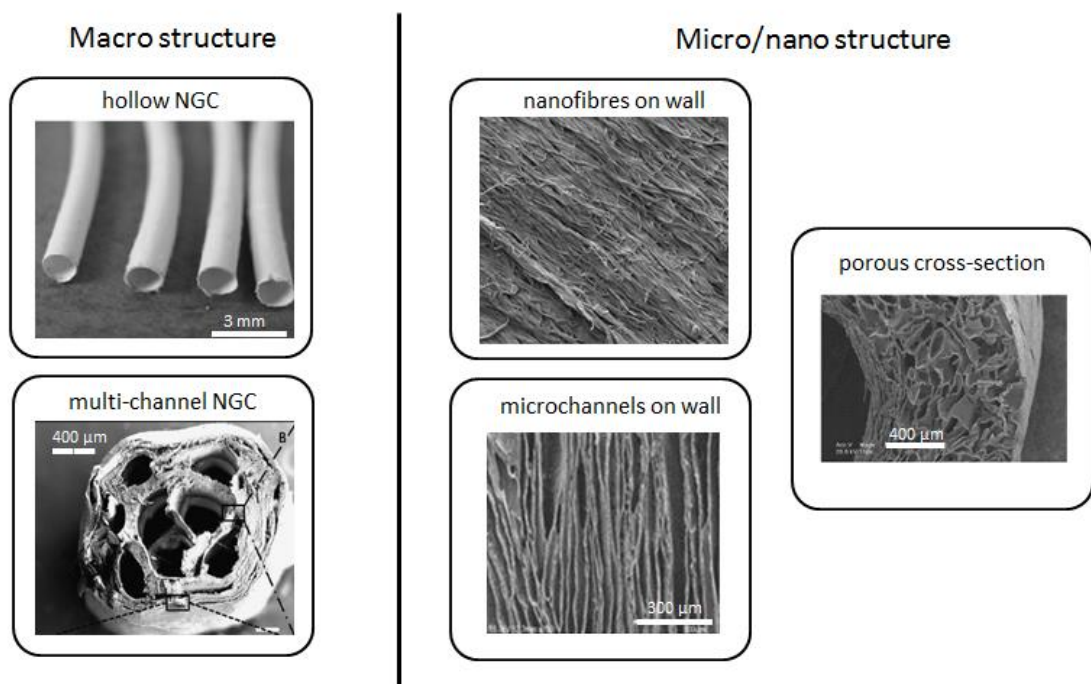 Macro structure
hollow NGC
3 mm
multi-channel NGC
400 µm
B
Micro/nano structure
nanofibres on wall
microchannels on wall
300 µm
porous cross-section
400 µm